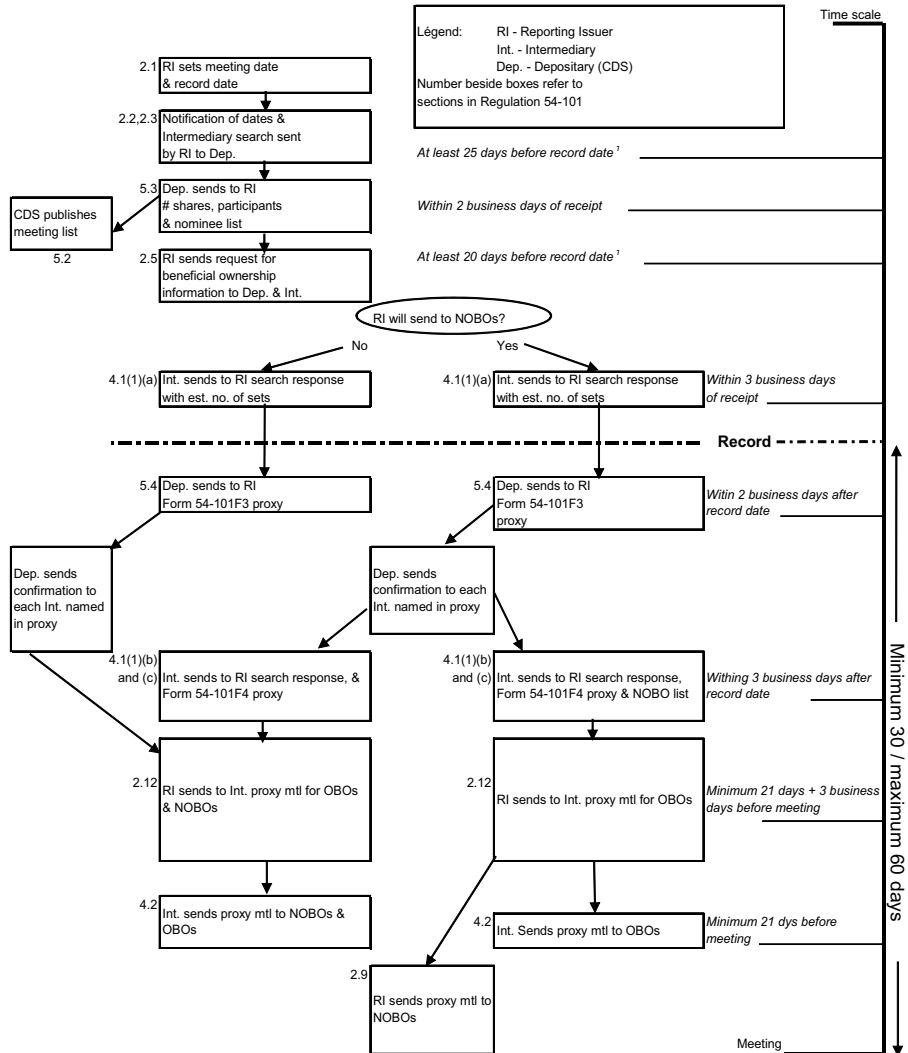 Time scale
Légend: RI - Reporting Issuer
Int. - Intermediary
Dep. - Depositary (CDS)
Number beside boxes refer to
sections in Regulation 54-101
2.1 RI sets meeting date
& record date
2.2,2.3 Notification of dates &
Intermediary search sent
by RI to Dep.
At least 25 days before record date ¹
5.3 Dep. sends to RI
# shares, participants
& nominee list
Within 2 business days of receipt
CDS publishes
meeting list
5.2
2.5 RI sends request for
beneficial ownership
information to Dep. & Int.
At least 20 days before record date ¹
RI will send to NOBOs?
No
Yes
4.1(1)(a) Int. sends to RI search response
with est. no. of sets
4.1(1)(a) Int. sends to RI search response
with est. no. of sets
Within 3 business days
of receipt
Record
5.4 Dep. sends to RI
Form 54-101F3 proxy
5.4 Dep. sends to RI
Form 54-101F3
proxy
Witin 2 business days after
record date
Dep. sends
confirmation to
each Int. named
in proxy
Dep. sends
confirmation to each
Int. named in proxy
4.1(1)(b)
and (c)
Int. sends to RI search response, &
Form 54-101F4 proxy
4.1(1)(b)
and (c)
Int. sends to RI search response,
Form 54-101F4 proxy & NOBO list
Withing 3 business days after
record date
2.12
RI sends to Int. proxy mtl for OBOs
& NOBOs
2.12
RI sends to Int. proxy mtl for OBOs
Minimum 21 days + 3 business
days before meeting
Minimum 30 / maximum 60 days
4.2 Int. sends proxy mtl to NOBOs &
OBOs
4.2 Int. Sends proxy mtl to OBOs
Minimum 21 dys before
meeting
2.9
RI sends proxy mtl to
NOBOs
Meeting